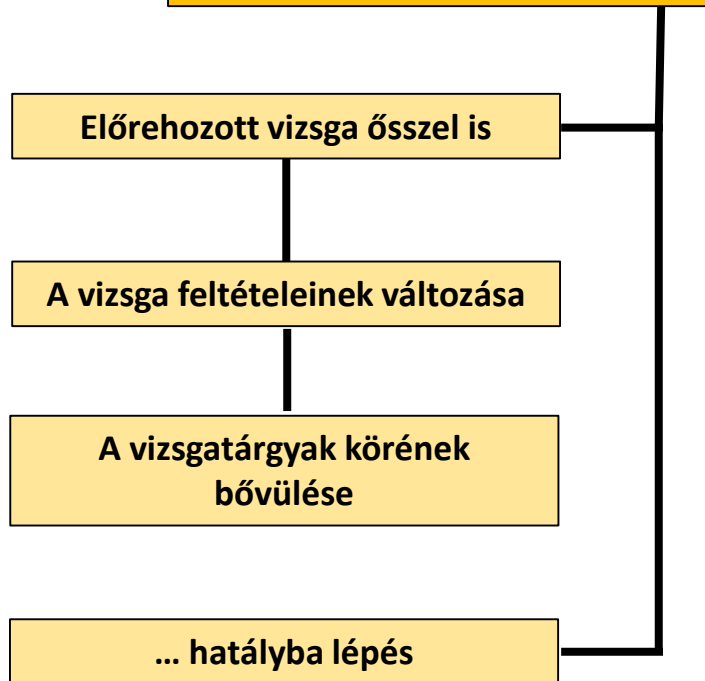 Előrehozott vizsga ősszel is
A vizsga feltételeinek változása
A vizsgatárgyak körének
bővülése
... hatályba lépés